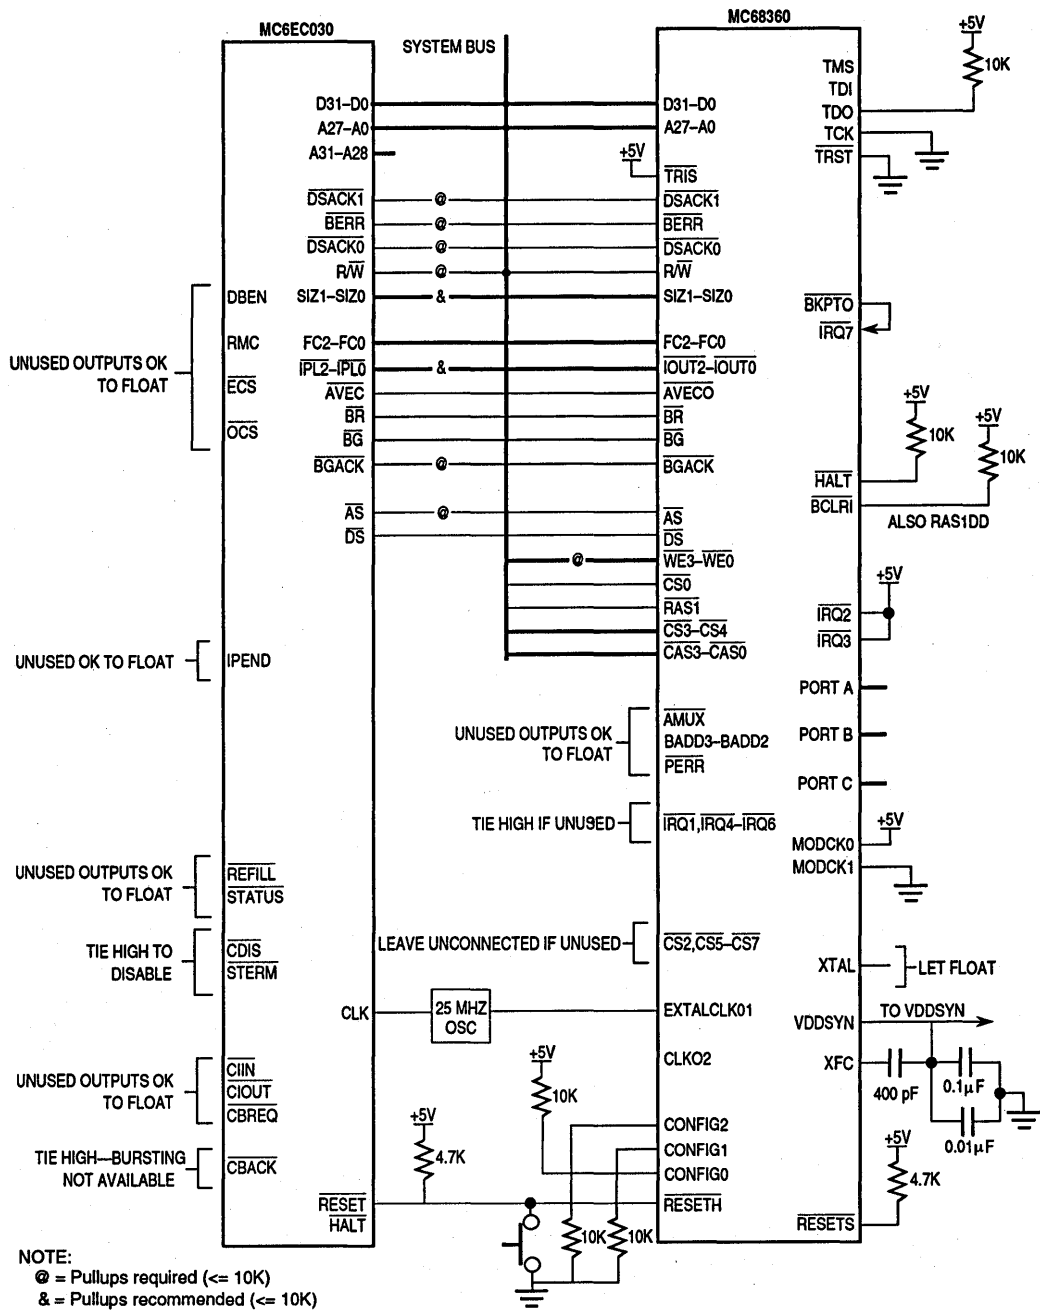 MC6EC030
MC68360
SYSTEM BUS
+5V
10K
TMS
TDI
TDO
TCK
TRST
D31–D0
D31–D0
A27–A0
A27–A0
A31–A28
+5V
TRIS
DSACK1
@
DSACK1
BERR
@
BERR
DSACK0
@
DSACK0
R/W
@
R/W
DBEN
SIZ1–SIZ0
&
SIZ1–SIZ0
BKPTO
IRQ7
RMC
FC2–FC0
FC2–FC0
UNUSED OUTPUTS OK
TO FLOAT
IPL2–IPL0
&
IOUT2–IOUT0
ECS
AVEC
AVECO
BR
BR
OCS
BG
BG
+5V
10K
+5V
10K
BGACK
@
BGACK
HALT
BCLRI
ALSO RAS1DD
AS
@
AS
DS
DS
@
WE3–WE0
CS0
RAS1
CS3–CS4
CAS3–CAS0
+5V
IRQ2
IRQ3
UNUSED OK TO FLOAT
IPEND
PORT A
UNUSED OUTPUTS OK
TO FLOAT
AMUX
BADD3–BADD2
PERR
PORT B
PORT C
TIE HIGH IF UNUSED
IRQ1,IRQ4–IRQ6
+5V
MODCK0
MODCK1
UNUSED OUTPUTS OK
TO FLOAT
REFILL
STATUS
TIE HIGH TO
DISABLE
CDIS
STERM
LEAVE UNCONNECTED IF UNUSED
CS2,CS5–CS7
XTAL
LET FLOAT
CLK
25 MHZ
OSC
EXTALCLK01
VDDSYN
TO VDDSYN
CLKO2
XFC
400 pF
0.1µF
0.01µF
UNUSED OUTPUTS OK
TO FLOAT
CIIN
CIOUT
CBREQ
+5V
10K
+5V
4.7K
CONFIG2
CONFIG1
CONFIG0
TIE HIGH—BURSTING
NOT AVAILABLE
CBACK
+5V
4.7K
RESET
HALT
RESETH
RESETS
10K
10K
NOTE:
@ = Pullups required (<= 10K)
& = Pullups recommended (<= 10K)